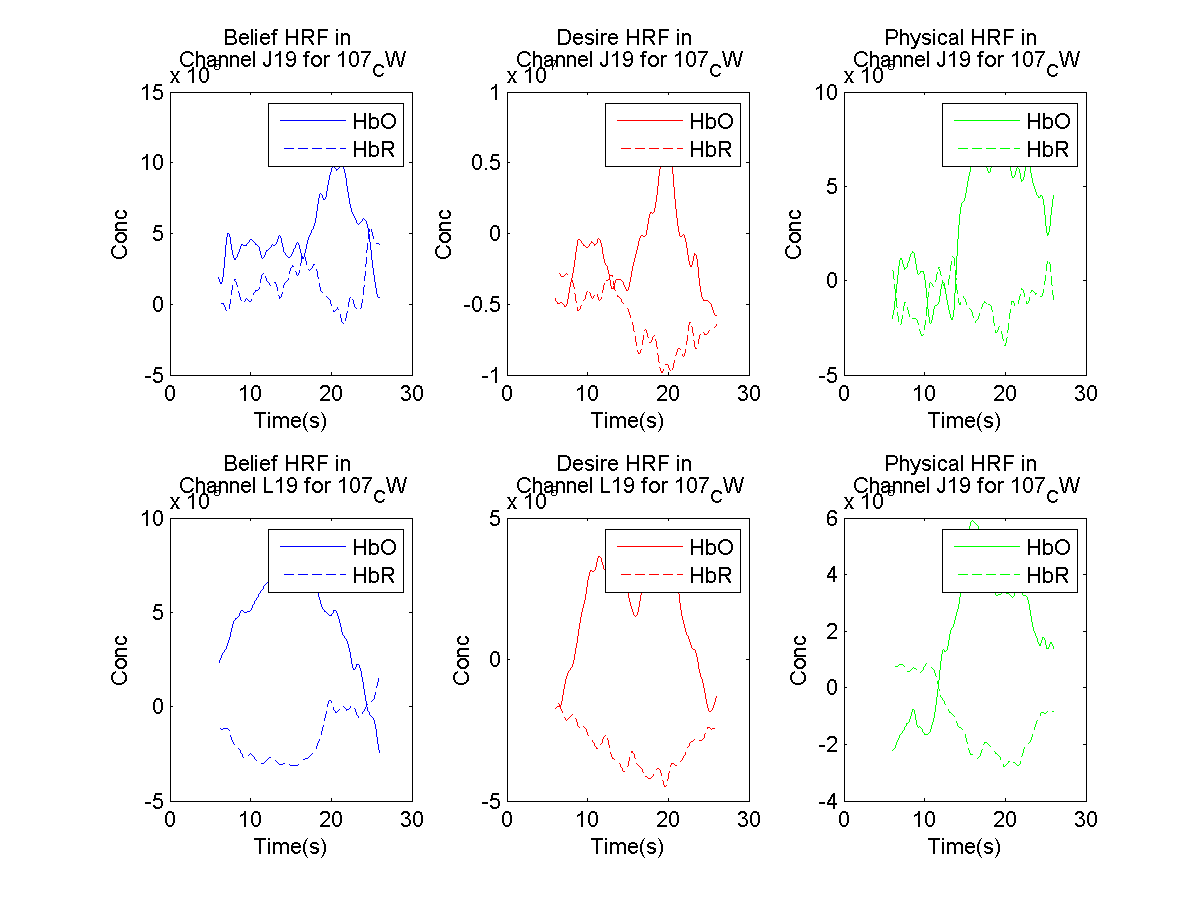 Belief HRF in
Channel J19 for 107CW
x 10
15
10
5
0
-5
0 10 20 30
Conc
Time(s)
HbO
HbR
Desire HRF in
Channel J19 for 107CW
x 10
1
0.5
0
-0.5
-1
0 10 20 30
Conc
Time(s)
HbO
HbR
Physical HRF in
Channel J19 for 107CW
x 10
10
5
0
-5
0 10 20 30
Conc
Time(s)
HbO
HbR
Belief HRF in
Channel L19 for 107CW
x 10
10
5
0
-5
0 10 20 30
Conc
Time(s)
HbO
HbR
Desire HRF in
Channel L19 for 107CW
x 10
5
0
-5
0 10 20 30
Conc
Time(s)
HbO
HbR
Physical HRF in
Channel J19 for 107CW
x 10
6
4
2
0
-2
-4
0 10 20 30
Conc
Time(s)
HbO
HbR